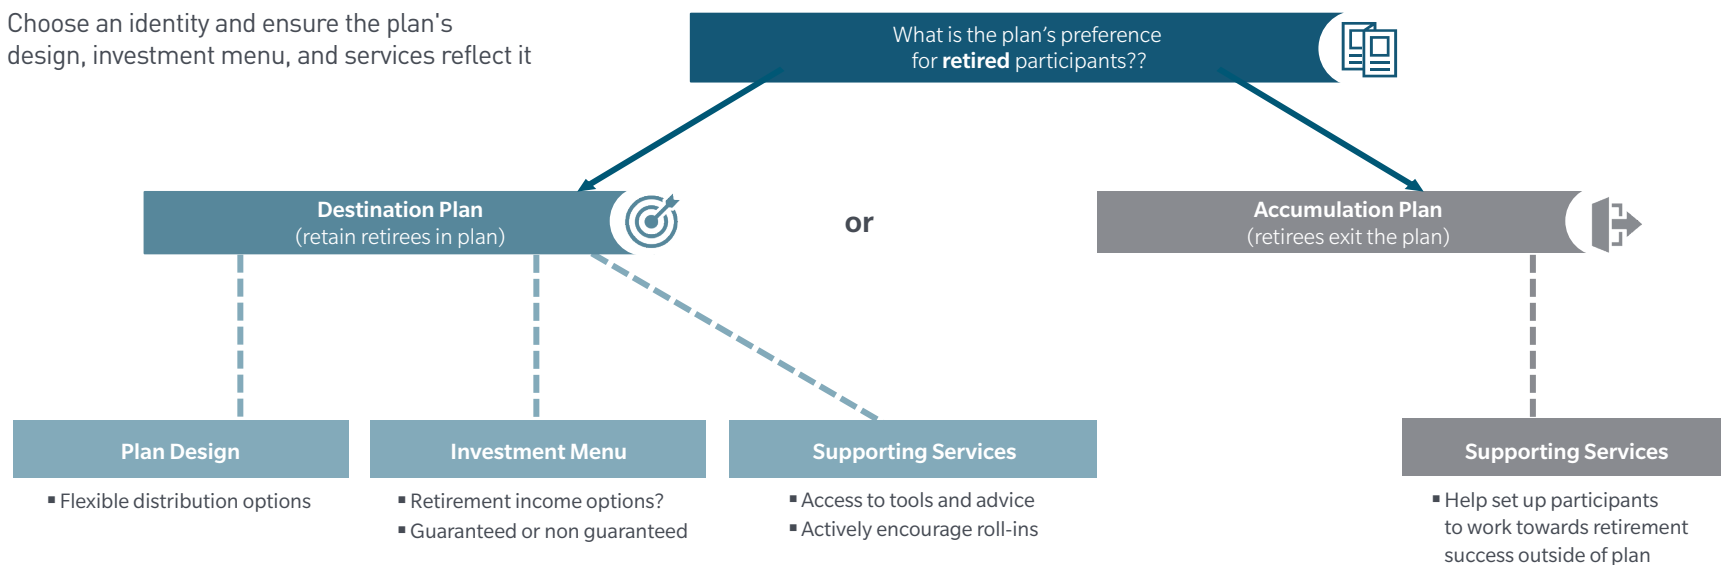 Choose an identity and ensure the plan's
design, investment menu, and services reflect it
What is the plan's preference
for retired participants??
Destination Plan
(retain retirees in plan)
or
Accumulation Plan
(retirees exit the plan)
Plan Design
▪ Flexible distribution options
Investment Menu
▪ Retirement income options?
▪ Guaranteed or non guaranteed
Supporting Services
▪ Access to tools and advice
▪ Actively encourage roll-ins
Supporting Services
▪ Help set up participants
to work towards retirement
success outside of plan